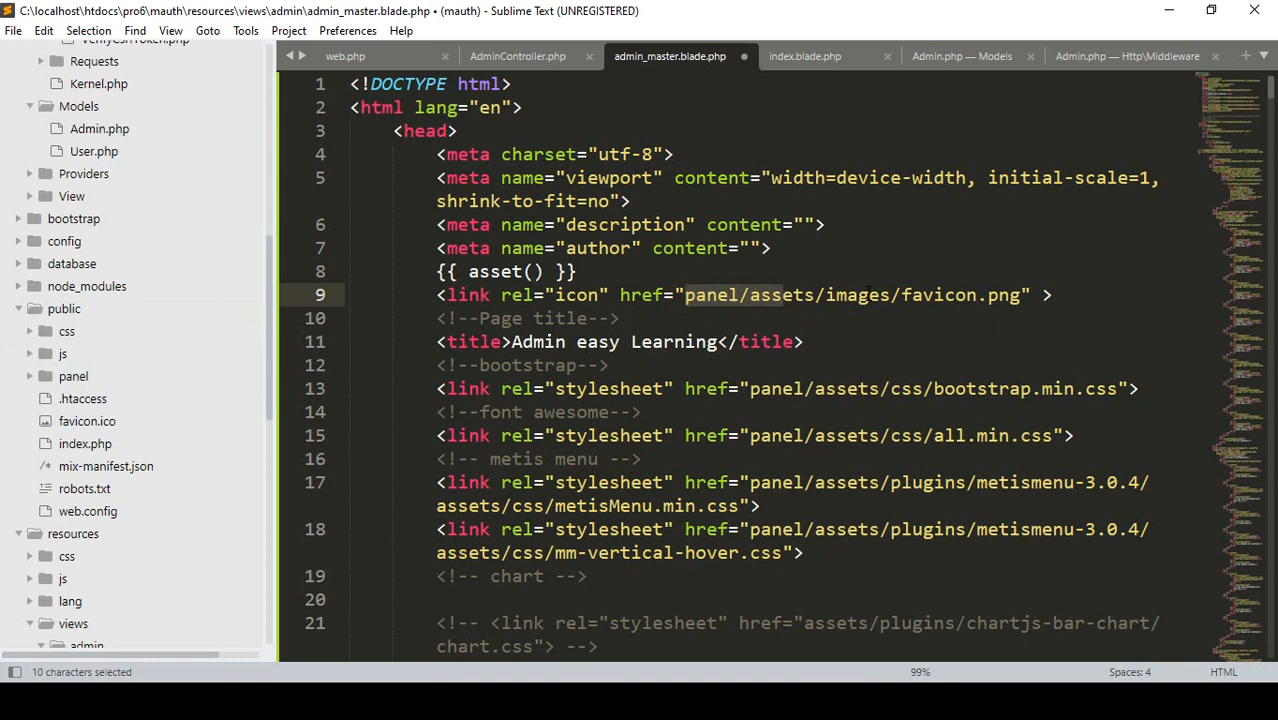 C:\localhost\htdocs\pro6\mauth\resources\views\admin\admin_master.blade.php • (mauth) - Sublime Text (UNREGISTERED)
File Edit Selection Find View Goto Tools Project Preferences Help
web.php AdminController.php admin_master.blade.php index.blade.php Admin.php — Models Admin.php — Http\Middleware
VerifyCsrfToken.php
Requests
Kernel.php
Models
Admin.php
User.php
Providers
View
bootstrap
config
database
node_modules
public
css
js
panel
.htaccess
favicon.ico
index.php
mix-manifest.json
robots.txt
web.config
resources
css
js
lang
views
admin
1 <!DOCTYPE html>
2 <html lang="en">
3 <head>
4 <meta charset="utf-8">
5 <meta name="viewport" content="width=device-width, initial-scale=1,
shrink-to-fit=no">
6 <meta name="description" content="">
7 <meta name="author" content="">
8 {{ asset() }}
9 <link rel="icon" href="panel/assets/images/favicon.png" >
10 <!--Page title-->
11 <title>Admin easy Learning</title>
12 <!--bootstrap-->
13 <link rel="stylesheet" href="panel/assets/css/bootstrap.min.css">
14 <!--font awesome-->
15 <link rel="stylesheet" href="panel/assets/css/all.min.css">
16 <!-- metis menu -->
17 <link rel="stylesheet" href="panel/assets/plugins/metismenu-3.0.4/
assets/css/metisMenu.min.css">
18 <link rel="stylesheet" href="panel/assets/plugins/metismenu-3.0.4/
assets/css/mm-vertical-hover.css">
19 <!-- chart -->
20
21 <!-- <link rel="stylesheet" href="assets/plugins/chartjs-bar-chart/
chart.css"> -->
10 characters selected 99% Spaces: 4 HTML